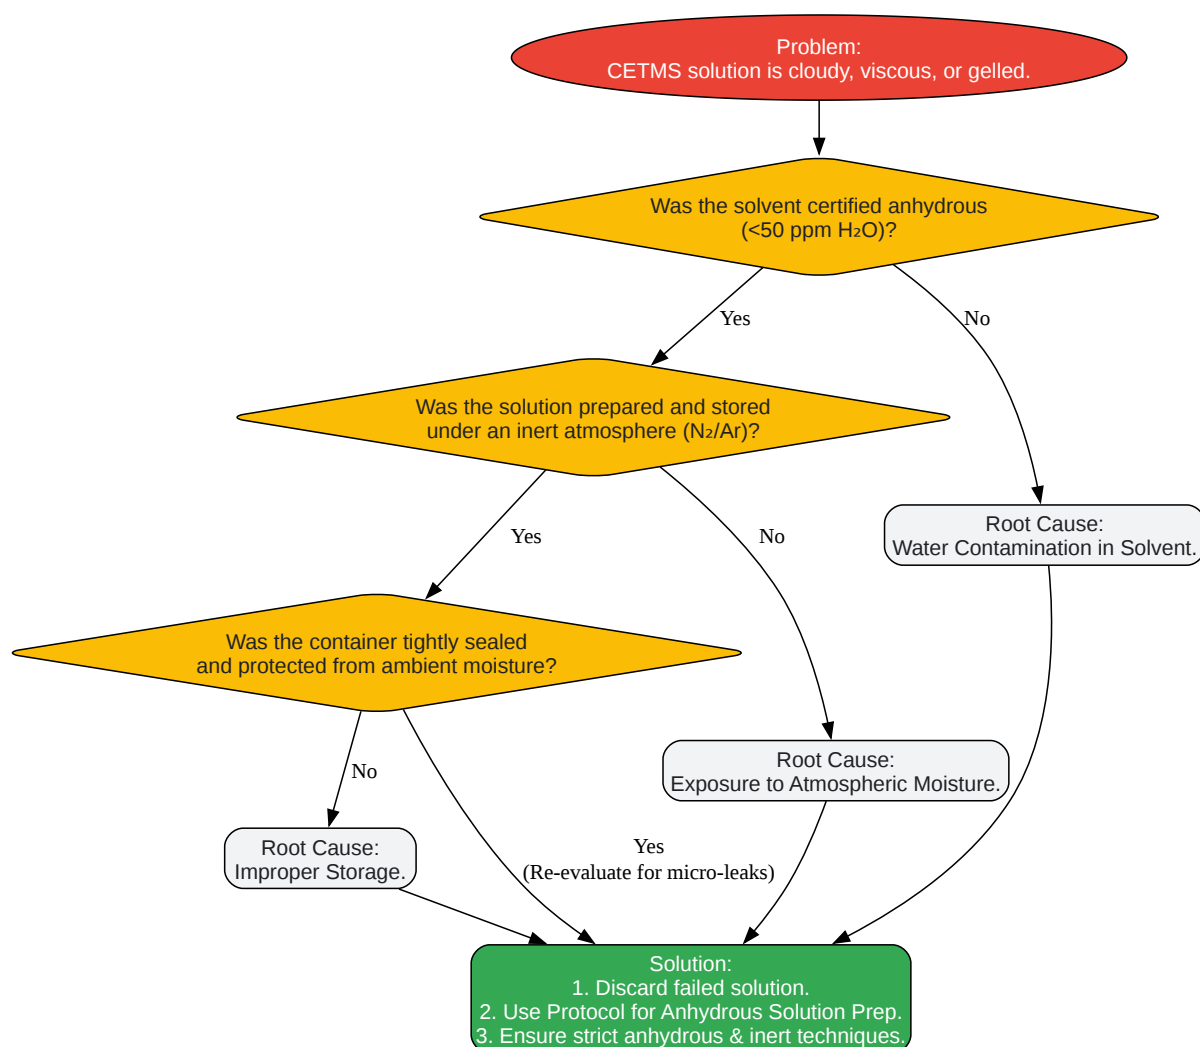 Problem:
CETMS solution is cloudy, viscous, or gelled.
Was the solvent certified anhydrous
(<50 ppm H₂O)?
Yes
No
Was the solution prepared and stored
under an inert atmosphere (N₂/Ar)?
Yes
No
Root Cause:
Water Contamination in Solvent.
Was the container tightly sealed
and protected from ambient moisture?
No
Yes
(Re-evaluate for micro-leaks)
Root Cause:
Exposure to Atmospheric Moisture.
Root Cause:
Improper Storage.
Solution:
1. Discard failed solution.
2. Use Protocol for Anhydrous Solution Prep.
3. Ensure strict anhydrous & inert techniques.